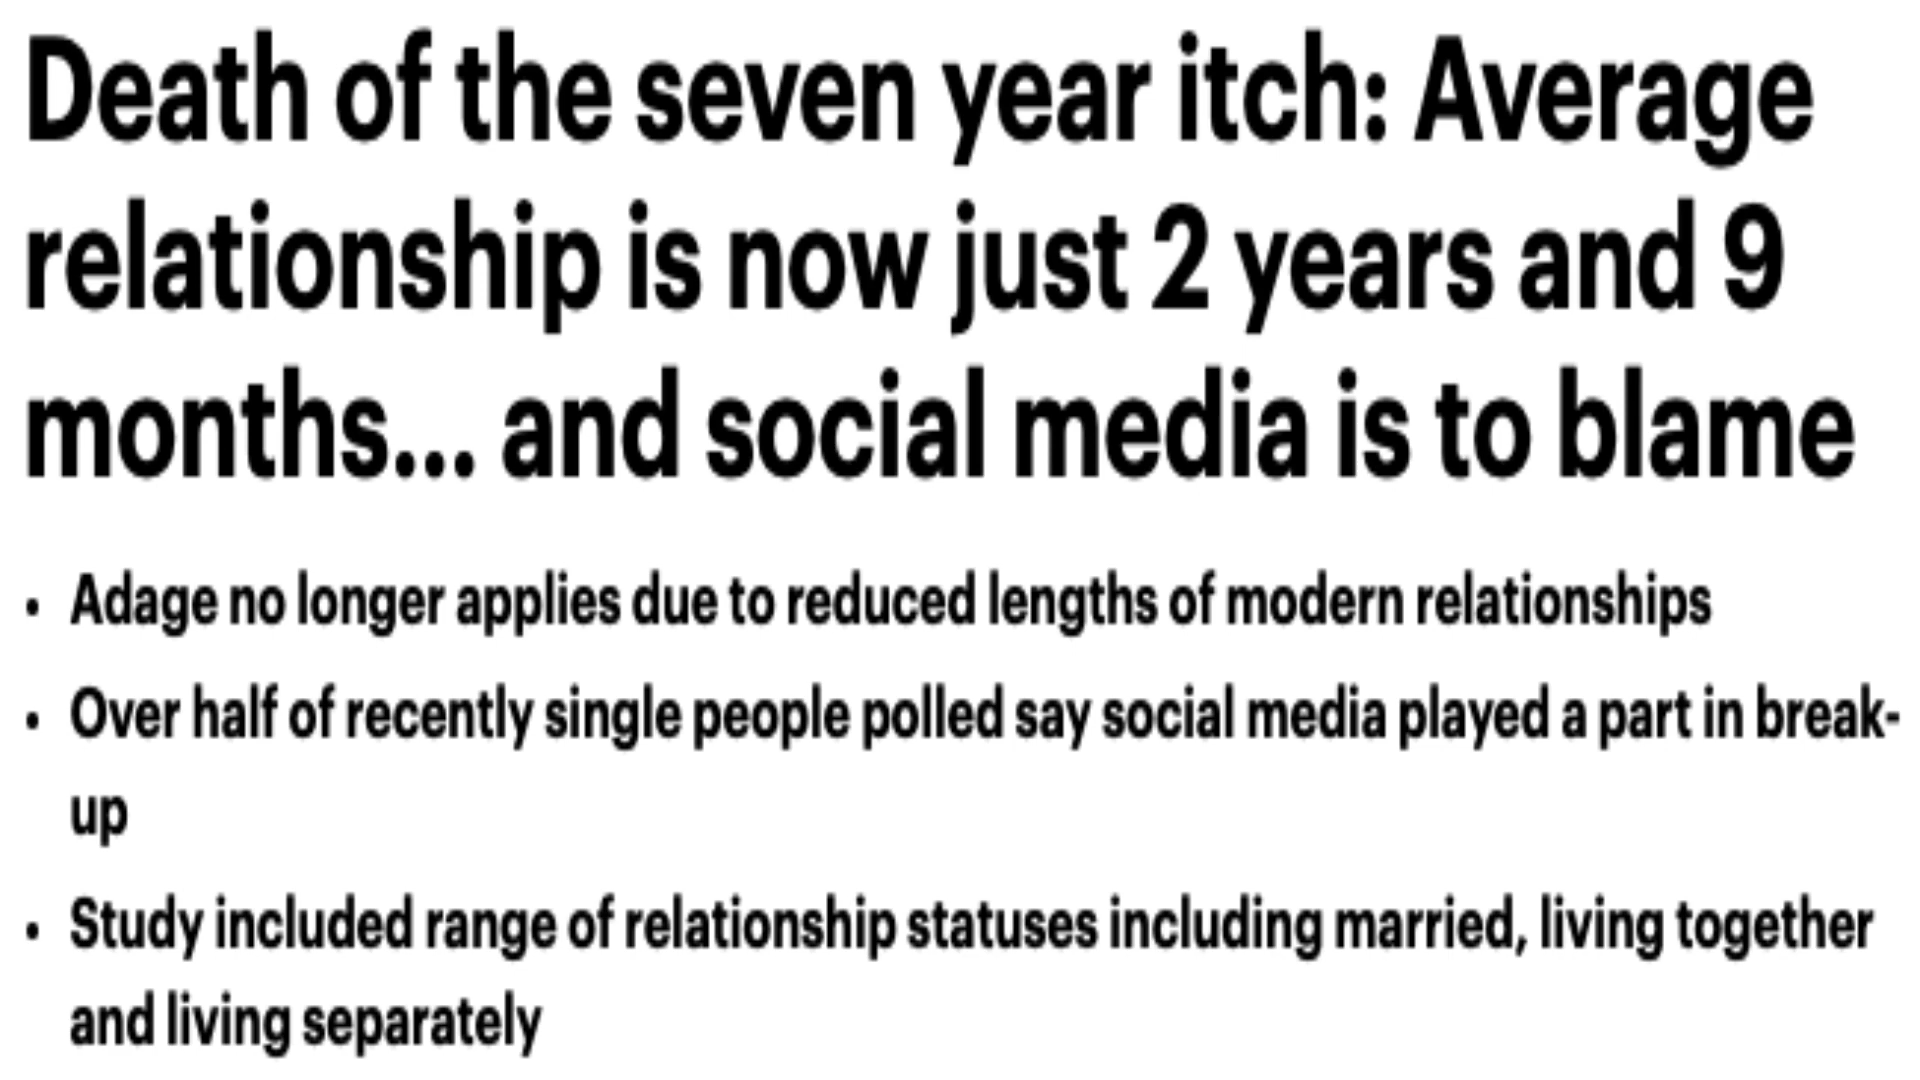 Death of the seven year itch: Average
relationship is now just 2 years and 9
months... and social media is to blame
• Adage no longer applies due to reduced lengths of modern relationships
• Over half of recently single people polled say social media played a part in break-
up
• Study included range of relationship statuses including married, living together
and living separately